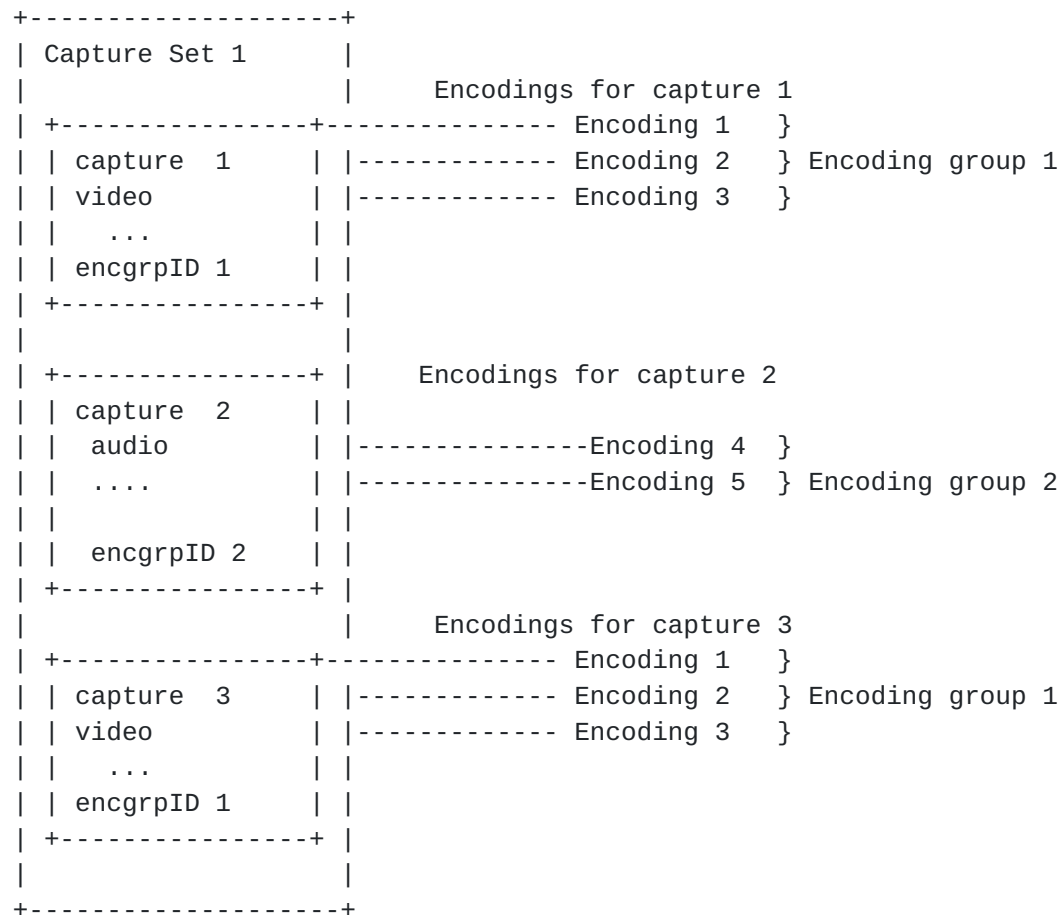 +--------------------+
| Capture Set 1      |
|                    |     Encodings for capture 1
| +----------------+--------------- Encoding 1   }
| | capture  1     | |------------- Encoding 2   } Encoding group 1
| | video          | |------------- Encoding 3   }
| |   ...          | |
| | encgrpID 1     | |
| +----------------+ |
|                    |
| +----------------+ |    Encodings for capture 2
| | capture  2     | |
| |  audio         | |---------------Encoding 4  }
| |  ....          | |---------------Encoding 5  } Encoding group 2
| |                | |
| |  encgrpID 2    | |
| +----------------+ |
|                    |     Encodings for capture 3
| +----------------+--------------- Encoding 1   }
| | capture  3     | |------------- Encoding 2   } Encoding group 1
| | video          | |------------- Encoding 3   }
| |   ...          | |
| | encgrpID 1     | |
| +----------------+ |
|                    |
+--------------------+